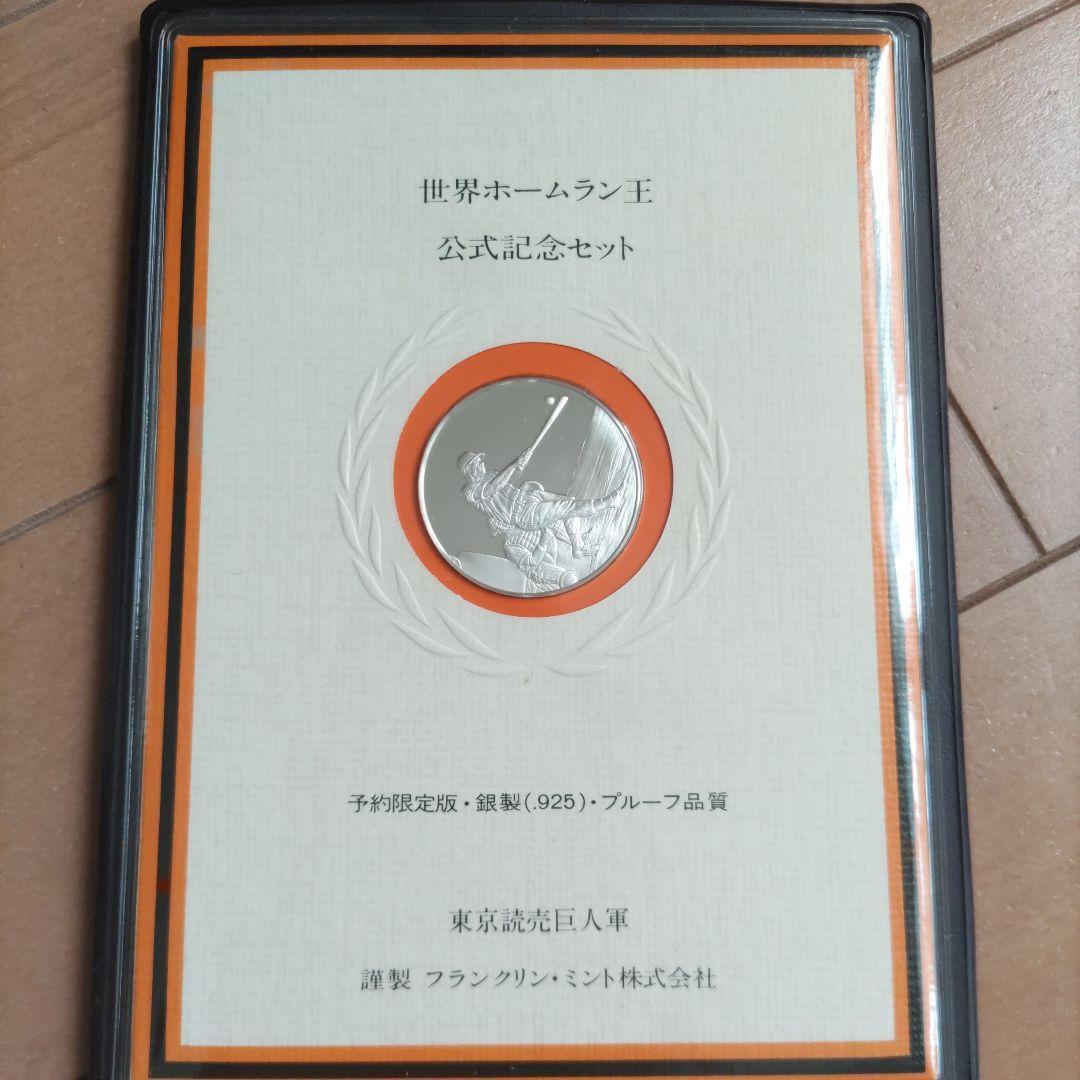 世界ホームラン王
公式記念セット
予約限定版・銀製(.925)・プルーフ品質
東京読売巨人軍
謹製 フランクリン・ミント株式会社